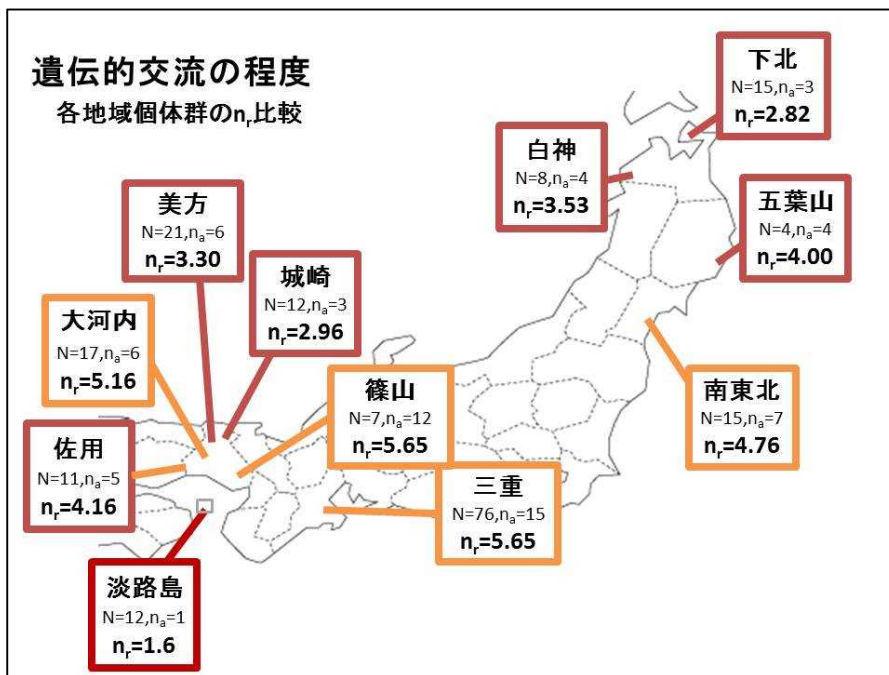 遺伝的交流の程度
各地域個体群のnᵣ比較
下北
N=15,nₐ=3
nᵣ=2.82
白神
N=8,nₐ=4
nᵣ=3.53
五葉山
N=4,nₐ=4
nᵣ=4.00
美方
N=21,nₐ=6
nᵣ=3.30
城崎
N=12,nₐ=3
nᵣ=2.96
大河内
N=17,nₐ=6
nᵣ=5.16
篠山
N=7,nₐ=12
nᵣ=5.65
南東北
N=15,nₐ=7
nᵣ=4.76
佐用
N=11,nₐ=5
nᵣ=4.16
三重
N=76,nₐ=15
nᵣ=5.65
淡路島
N=12,nₐ=1
nᵣ=1.6